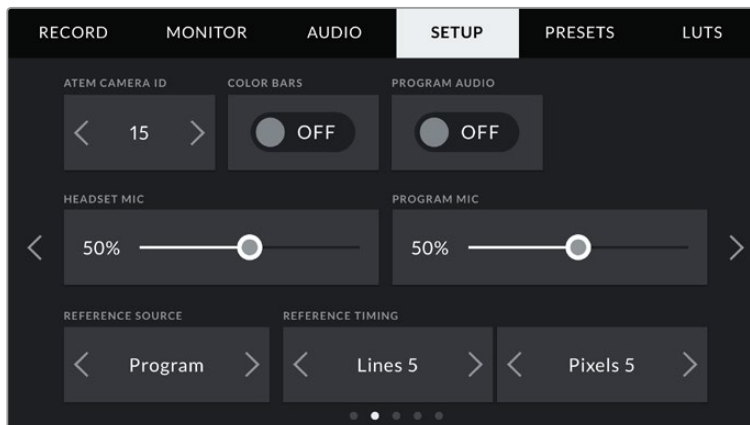 RECORD MONITOR AUDIO SETUP PRESETS LUTS
ATEM CAMERA ID COLOR BARS PROGRAM AUDIO
15 OFF OFF
HEADSET MIC PROGRAM MIC
50% 50%
REFERENCE SOURCE REFERENCE TIMING
Program Lines 5 Pixels 5